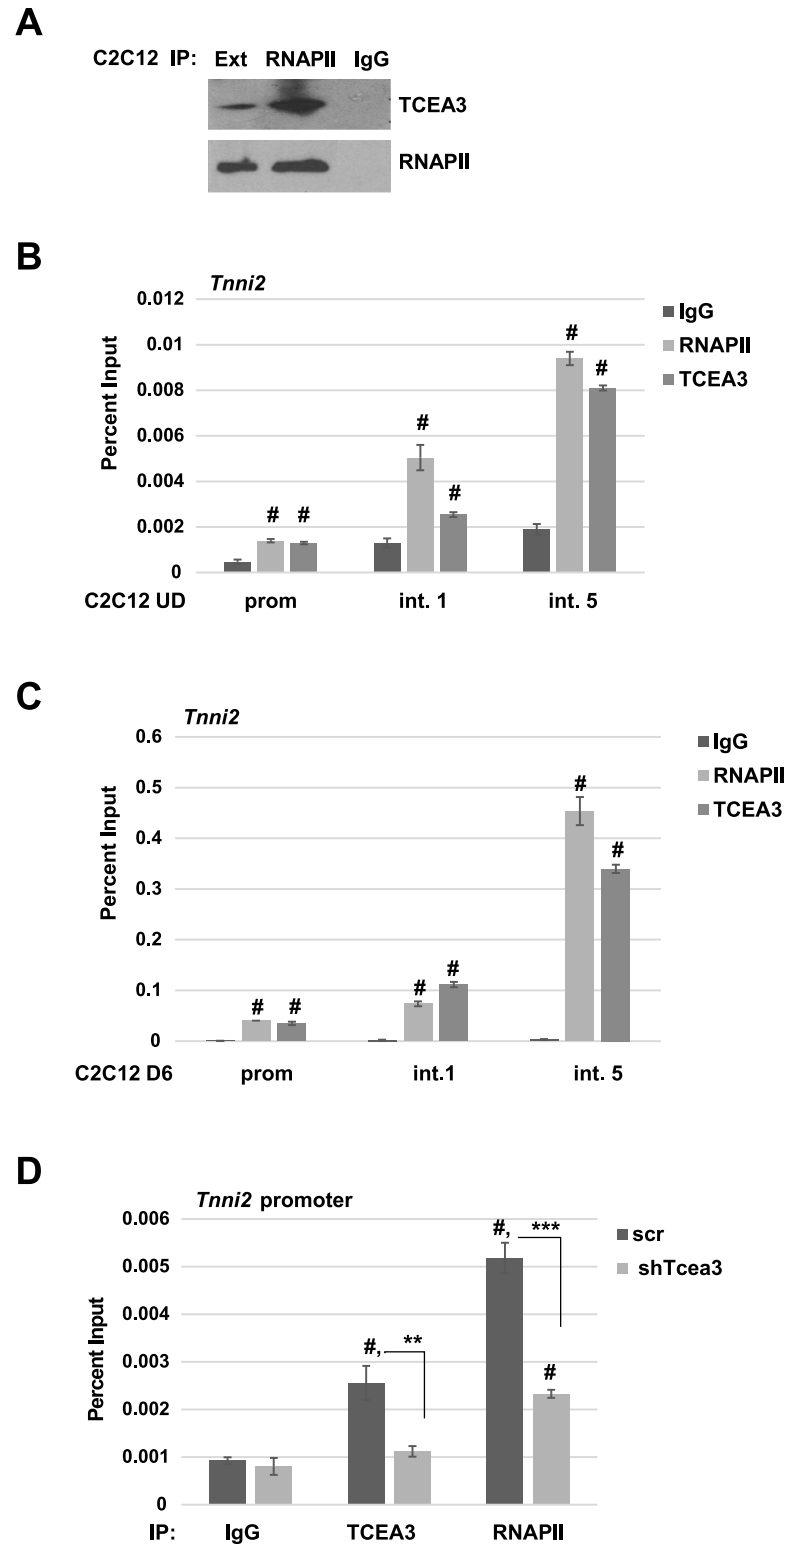 A
C2C12 IP: Ext RNAPII IgG
TCEA3
RNAPII
B
Tnni2
0.012
0.01
0.008
0.006
0.004
0.002
0
Percent Input
# # # # # #
IgG
RNAPII
TCEA3
C2C12 UD prom int. 1 int. 5
C
Tnni2
0.6
0.5
0.4
0.3
0.2
0.1
0
Percent Input
# # # # # #
IgG
RNAPII
TCEA3
C2C12 D6 prom int.1 int. 5
D
Tnni2 promoter
0.006
0.005
0.004
0.003
0.002
0.001
0
Percent Input
#, **
#, ***
#
scr
shTcea3
IP: IgG TCEA3 RNAPII